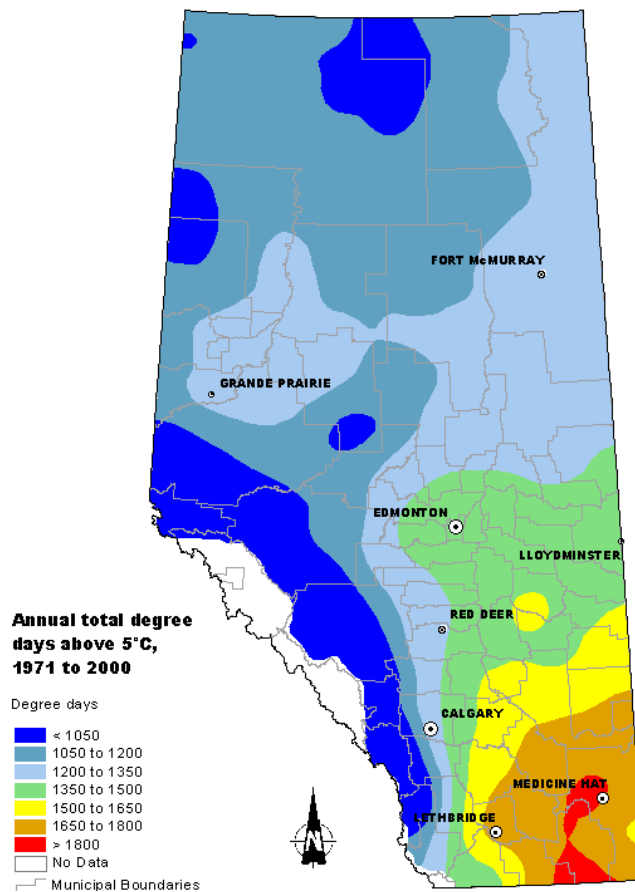 FORT McMURRAY
GRANDE PRAIRIE
EDMONTON
LLOYDMINSTER
Annual total degree
days above 5°C,
1971 to 2000
RED DEER
Degree days
CALGARY
< 1050
1050 to 1200
1200 to 1350
1350 to 1500
1500 to 1650
1650 to 1800
> 1800
No Data
Municipal Boundaries
MEDICINE HAT
LETHBRIDGE